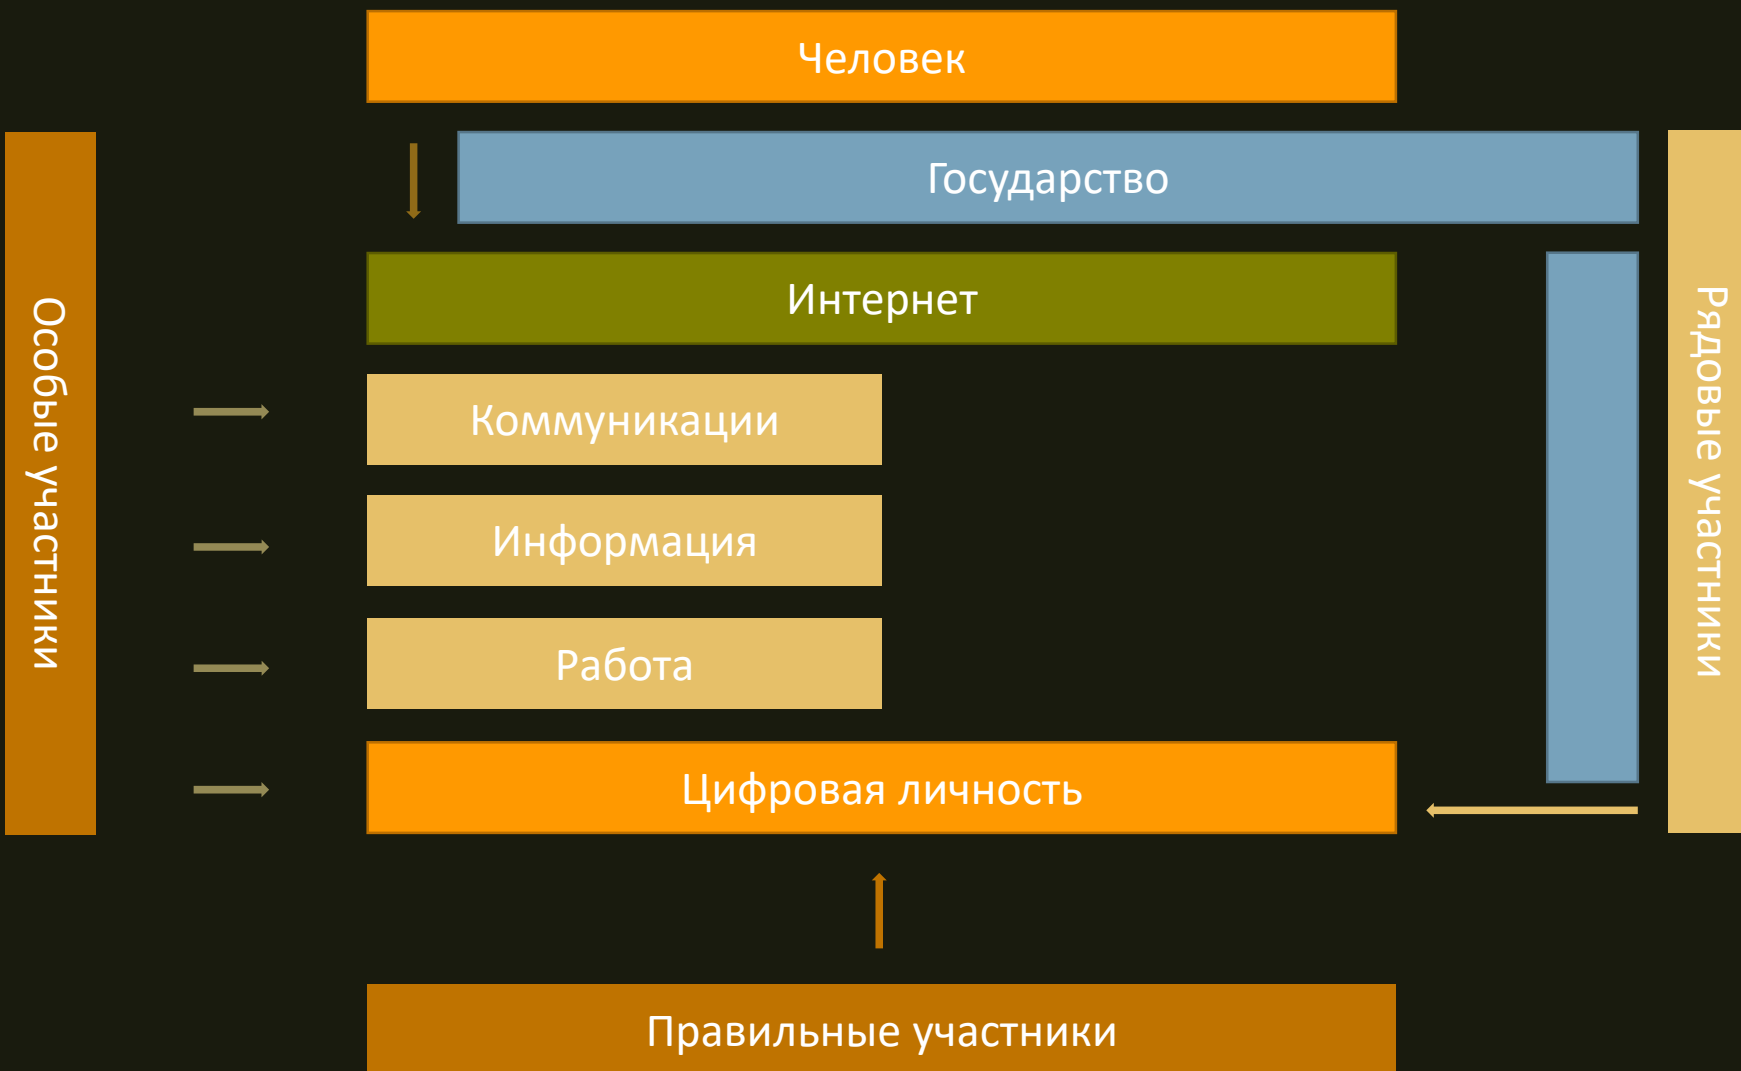 Человек
Государство
Интернет
Особые участники
Рядовые участники
Коммуникации
Информация
Работа
Цифровая личность
Правильные участники